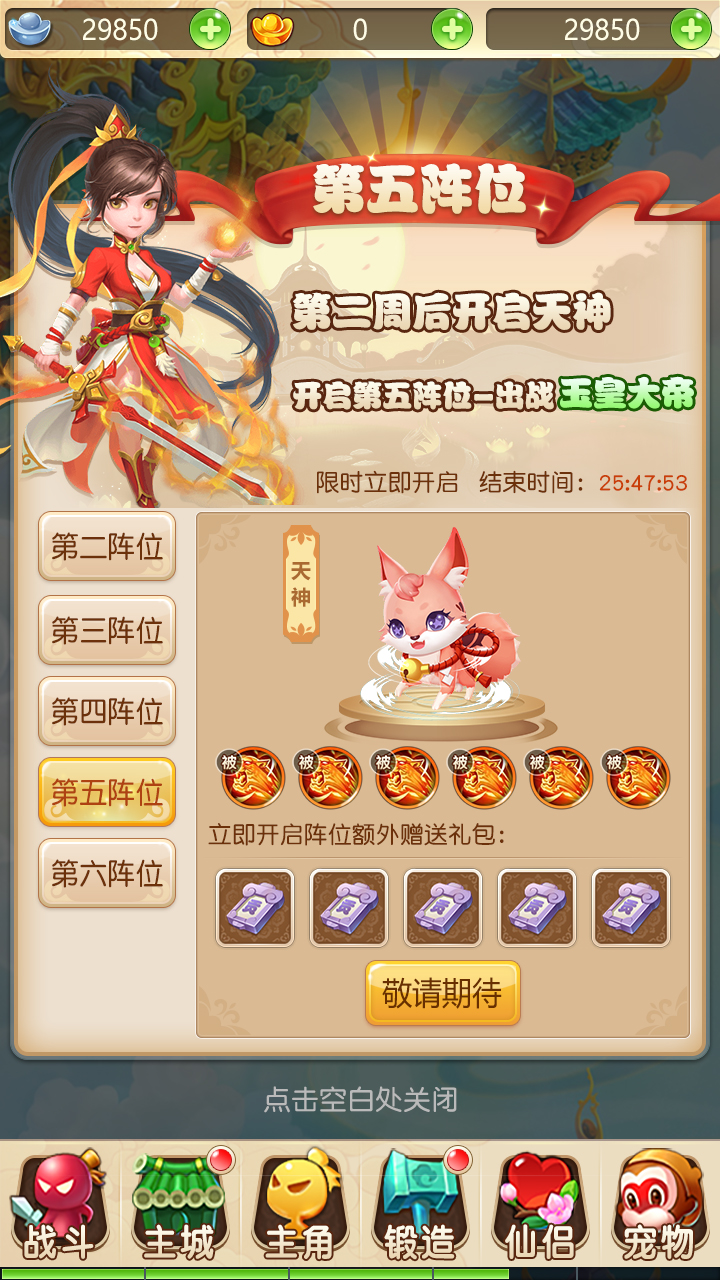 29850 0 29850
第五阵位
第二周后开启天神
开启第五阵位-出战玉皇大帝
限时立即开启 结束时间：25:47:53
第二阵位
第三阵位
第四阵位
第五阵位
第六阵位
天神
被 被 被 被 被 被
立即开启阵位额外赠送礼包：
敬请期待
点击空白处关闭
战斗 主城 主角 锻造 仙侣 宠物